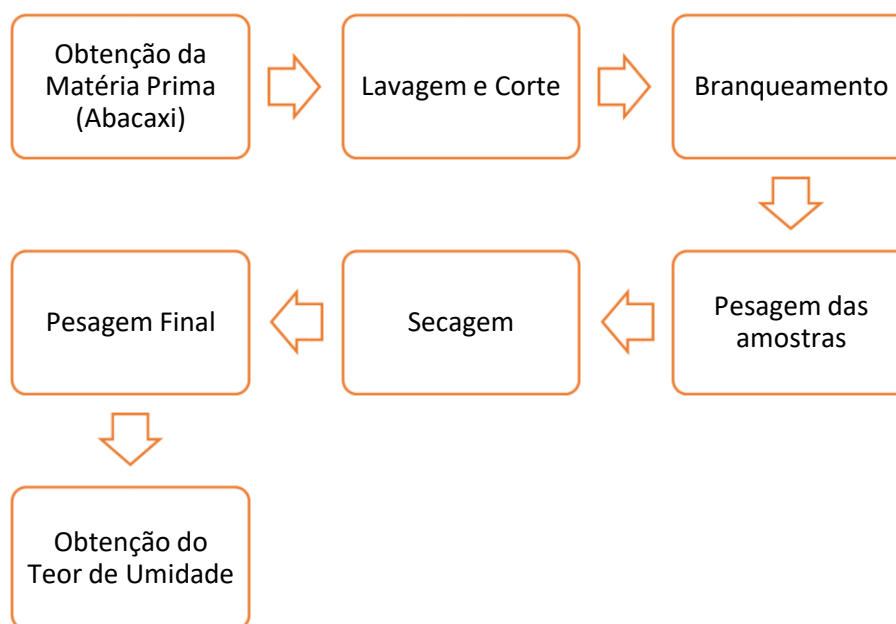 Obtenção da
Matéria Prima
(Abacaxi)
Lavagem e Corte
Branqueamento
Pesagem das
amostras
Secagem
Pesagem Final
Obtenção do
Teor de Umidade